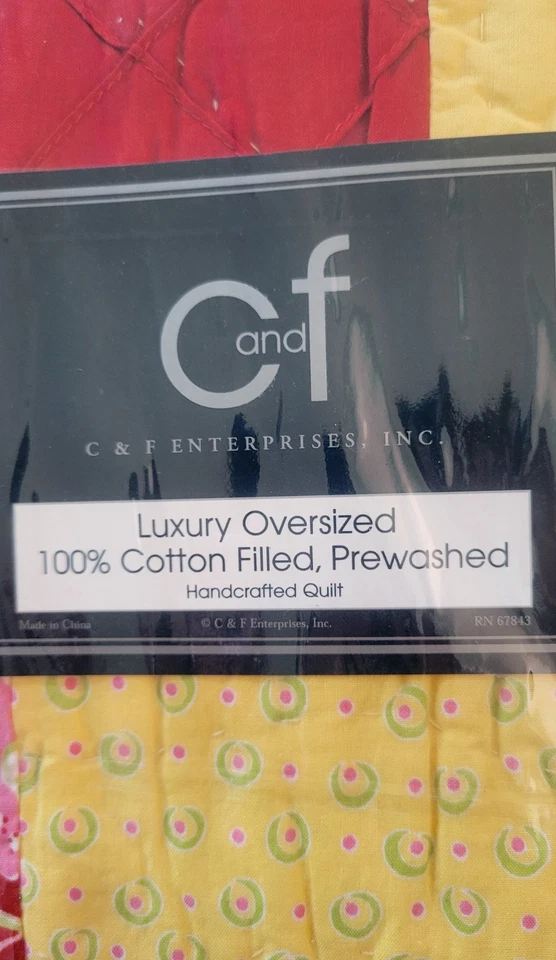 c and f
C & F ENTERPRISES, INC.
Luxury Oversized
100% Cotton Filled, Prewashed
Handcrafted Quilt
Made in China © C & F Enterprises, Inc. RN 67843